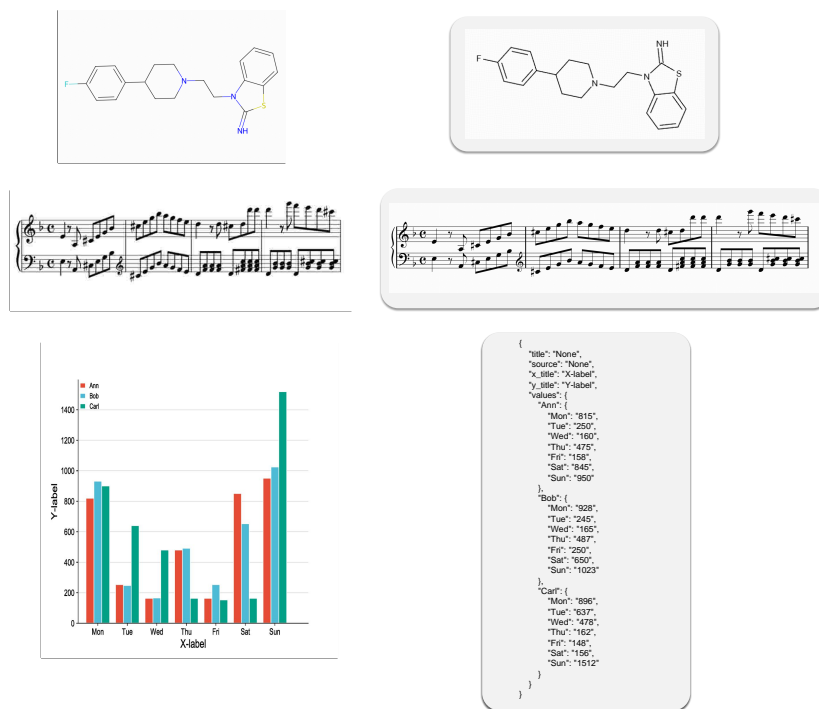 F
N
N
S
NH
NH
F
N
N
S
Ann
Bob
Carl
1400
1200
1000
800
600
400
200
0
Y-label
Mon Tue Wed Thu Fri Sat Sun
X-label
{
"title": "None",
"source": "None",
"x_title": "X-label",
"y_title": "Y-label",
"values": {
"Ann": {
"Mon": "815",
"Tue": "250",
"Wed": "160",
"Thu": "475",
"Fri": "158",
"Sat": "845",
"Sun": "950"
},
"Bob": {
"Mon": "928",
"Tue": "245",
"Wed": "165",
"Thu": "487",
"Fri": "250",
"Sat": "650",
"Sun": "1023"
},
"Carl": {
"Mon": "896",
"Tue": "637",
"Wed": "478",
"Thu": "162",
"Fri": "148",
"Sat": "156",
"Sun": "1512"
}
}
}